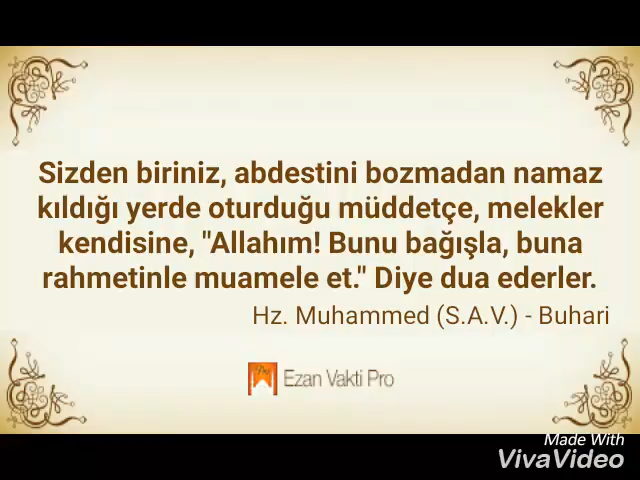 Sizden biriniz, abdestini bozmadan namaz
kıldığı yerde oturduğu müddetçe, melekler
kendisine, "Allahım! Bunu bağışla, buna
rahmetinle muamele et." Diye dua ederler.
Hz. Muhammed (S.A.V.) - Buhari
Pro
Ezan Vakti Pro
Made With
VivaVideo